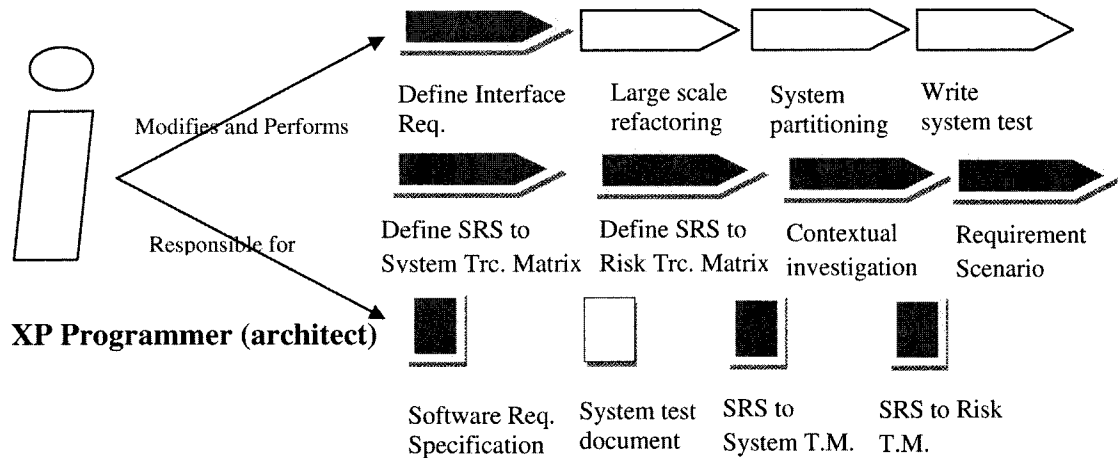 Define Interface
Req.
Large scale
refactoring
System
partitioning
Write
system test
Modifies and Performs
Define SRS to
System Trc. Matrix
Define SRS to
Risk Trc. Matrix
Contextual
investigation
Requirement
Scenario
Responsible for
XP Programmer (architect)
Software Req.
Specification
System test
document
SRS to
System T.M.
SRS to Risk
T.M.